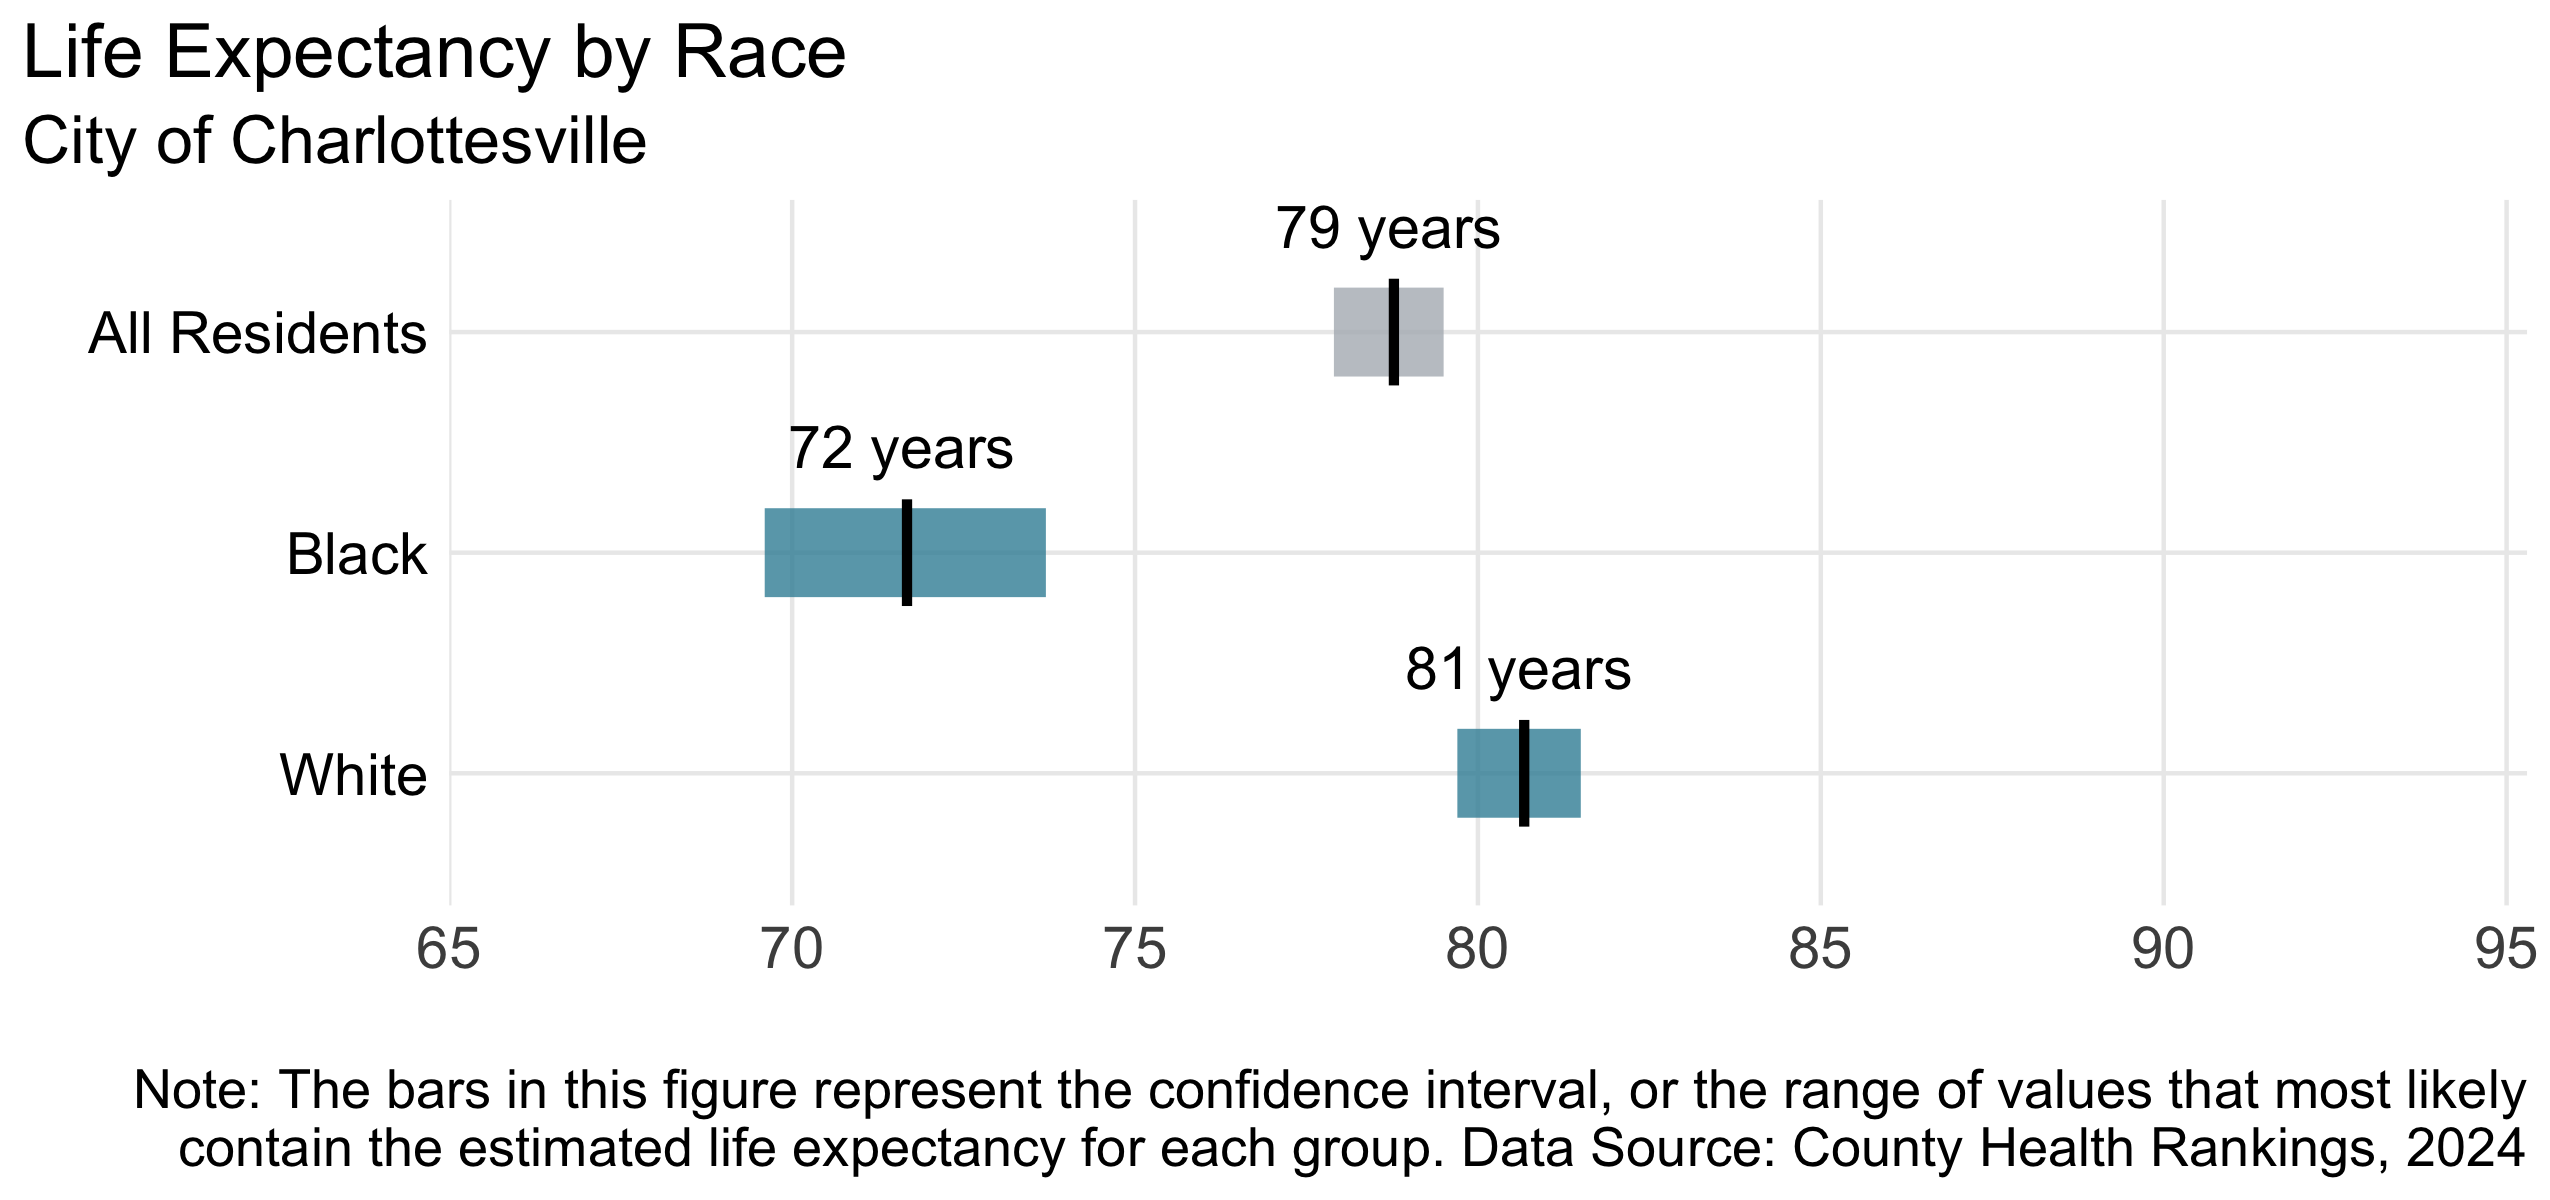 Life Expectancy by Race
City of Charlottesville
79 years
All Residents
72 years
Black
81 years
White
65 70 75 80 85 90 95
Note: The bars in this figure represent the confidence interval, or the range of values that most likely
contain the estimated life expectancy for each group. Data Source: County Health Rankings, 2024